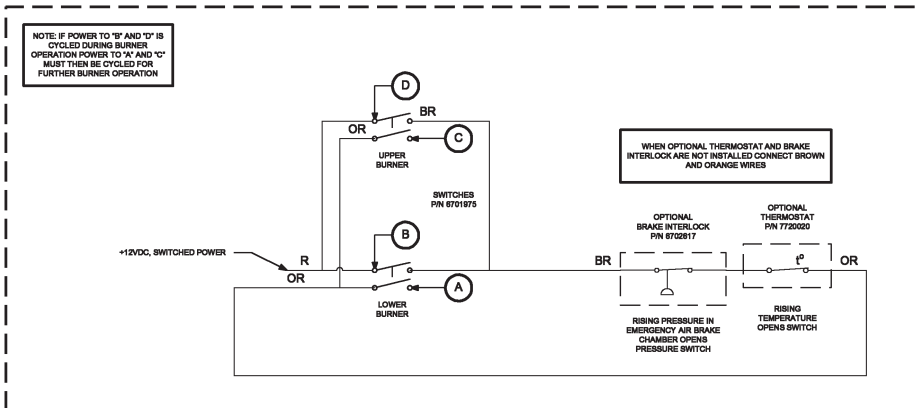 NOTE: IF POWER TO "B" AND "D" IS
CYCLED DURING BURNER
OPERATION POWER TO "A" AND "C"
MUST THEN BE CYCLED FOR
FURTHER BURNER OPERATION
D
BR
OR
C
UPPER
BURNER
SWITCHES
P/N 6701975
B
+12VDC, SWITCHED POWER
R
OR
A
LOWER
BURNER
WHEN OPTIONAL THERMOSTAT AND BRAKE
INTERLOCK ARE NOT INSTALLED CONNECT BROWN
AND ORANGE WIRES
OPTIONAL
BRAKE INTERLOCK
P/N 6702617
OPTIONAL
THERMOSTAT
P/N 7720020
BR
t°
OR
RISING PRESSURE IN
EMERGENCY AIR BRAKE
CHAMBER OPENS
PRESSURE SWITCH
RISING
TEMPERATURE
OPENS SWITCH